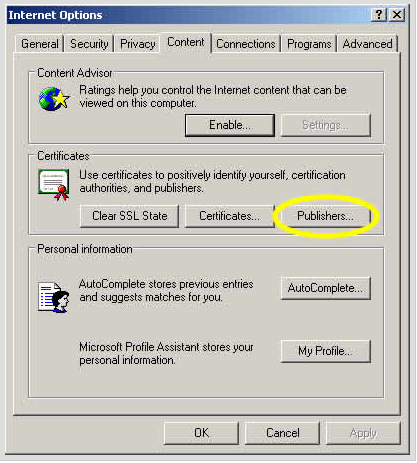 Internet Options
General Security Privacy Content Connections Programs Advanced
Content Advisor
Ratings help you control the Internet content that can be
viewed on this computer.
Enable... Settings...
Certificates
Use certificates to positively identify yourself, certification
authorities, and publishers.
Clear SSL State Certificates... Publishers...
Personal information
AutoComplete stores previous entries
and suggests matches for you.
AutoComplete...
Microsoft Profile Assistant stores your
personal information.
My Profile...
OK Cancel Apply